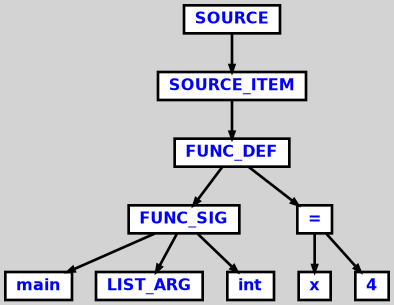 SOURCE
SOURCE_ITEM
FUNC_DEF
FUNC_SIG =
main LIST_ARG int x 4